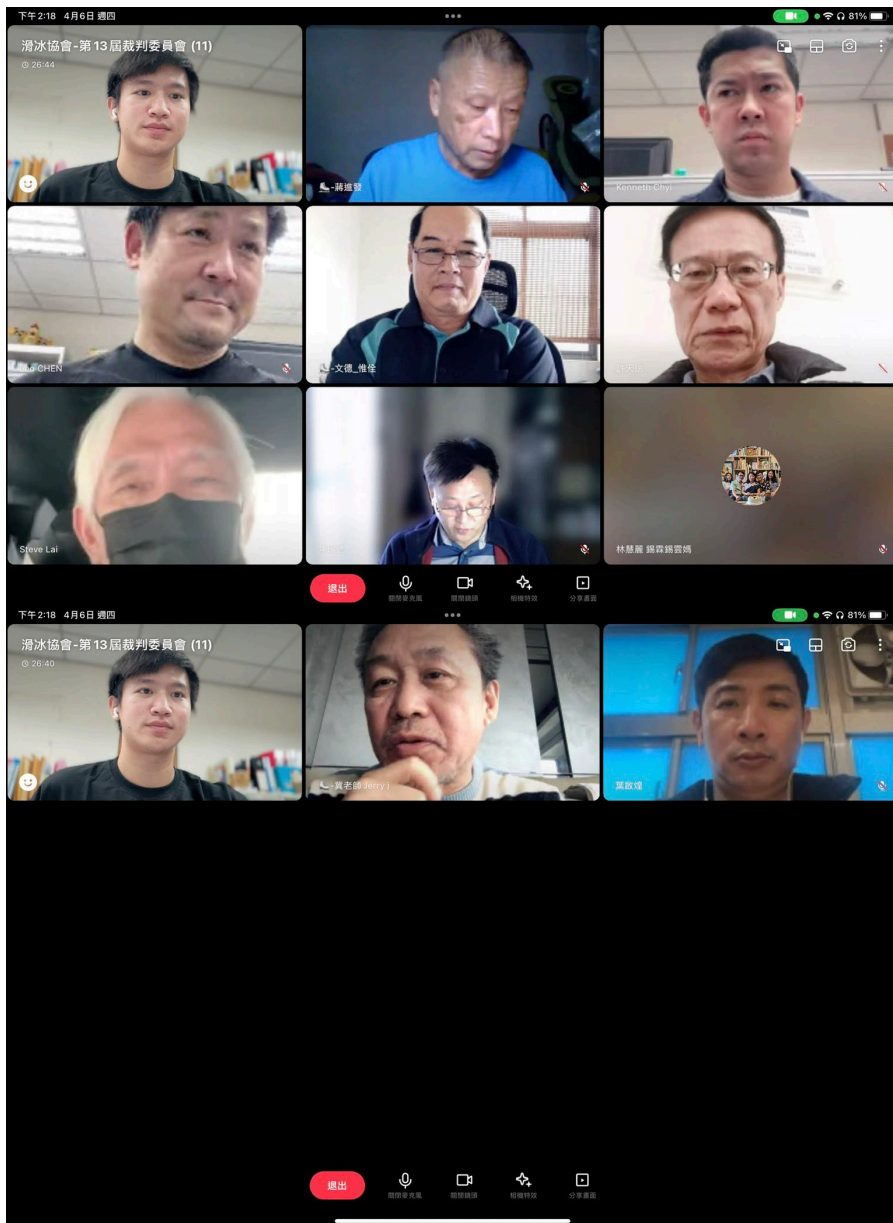 下午2:18 4月6日 週四
81%
滑冰協會-第13屆裁判委員會 (11)
26:44
-蔣進發
Kenneth Chyi
CHEN
-文德_惟佺
Steve Lai
林慧麗 錫霖錫雲媽
退出
關閉麥克風
關閉鏡頭
相機特效
分享畫面
下午2:18 4月6日 週四
81%
滑冰協會-第13屆裁判委員會 (11)
26:40
-冀老師Jerry j
葉啟煌
退出
關閉麥克風
關閉鏡頭
相機特效
分享畫面